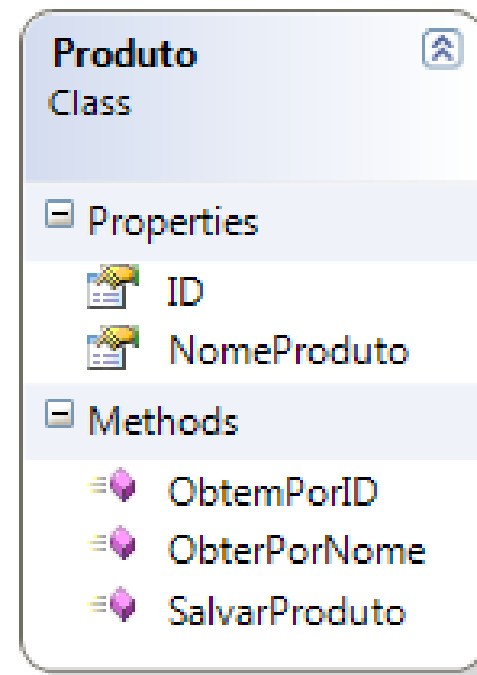 Produto
Class
Properties
ID
NomeProduto
Methods
ObtemPorID
ObterPorNome
SalvarProduto